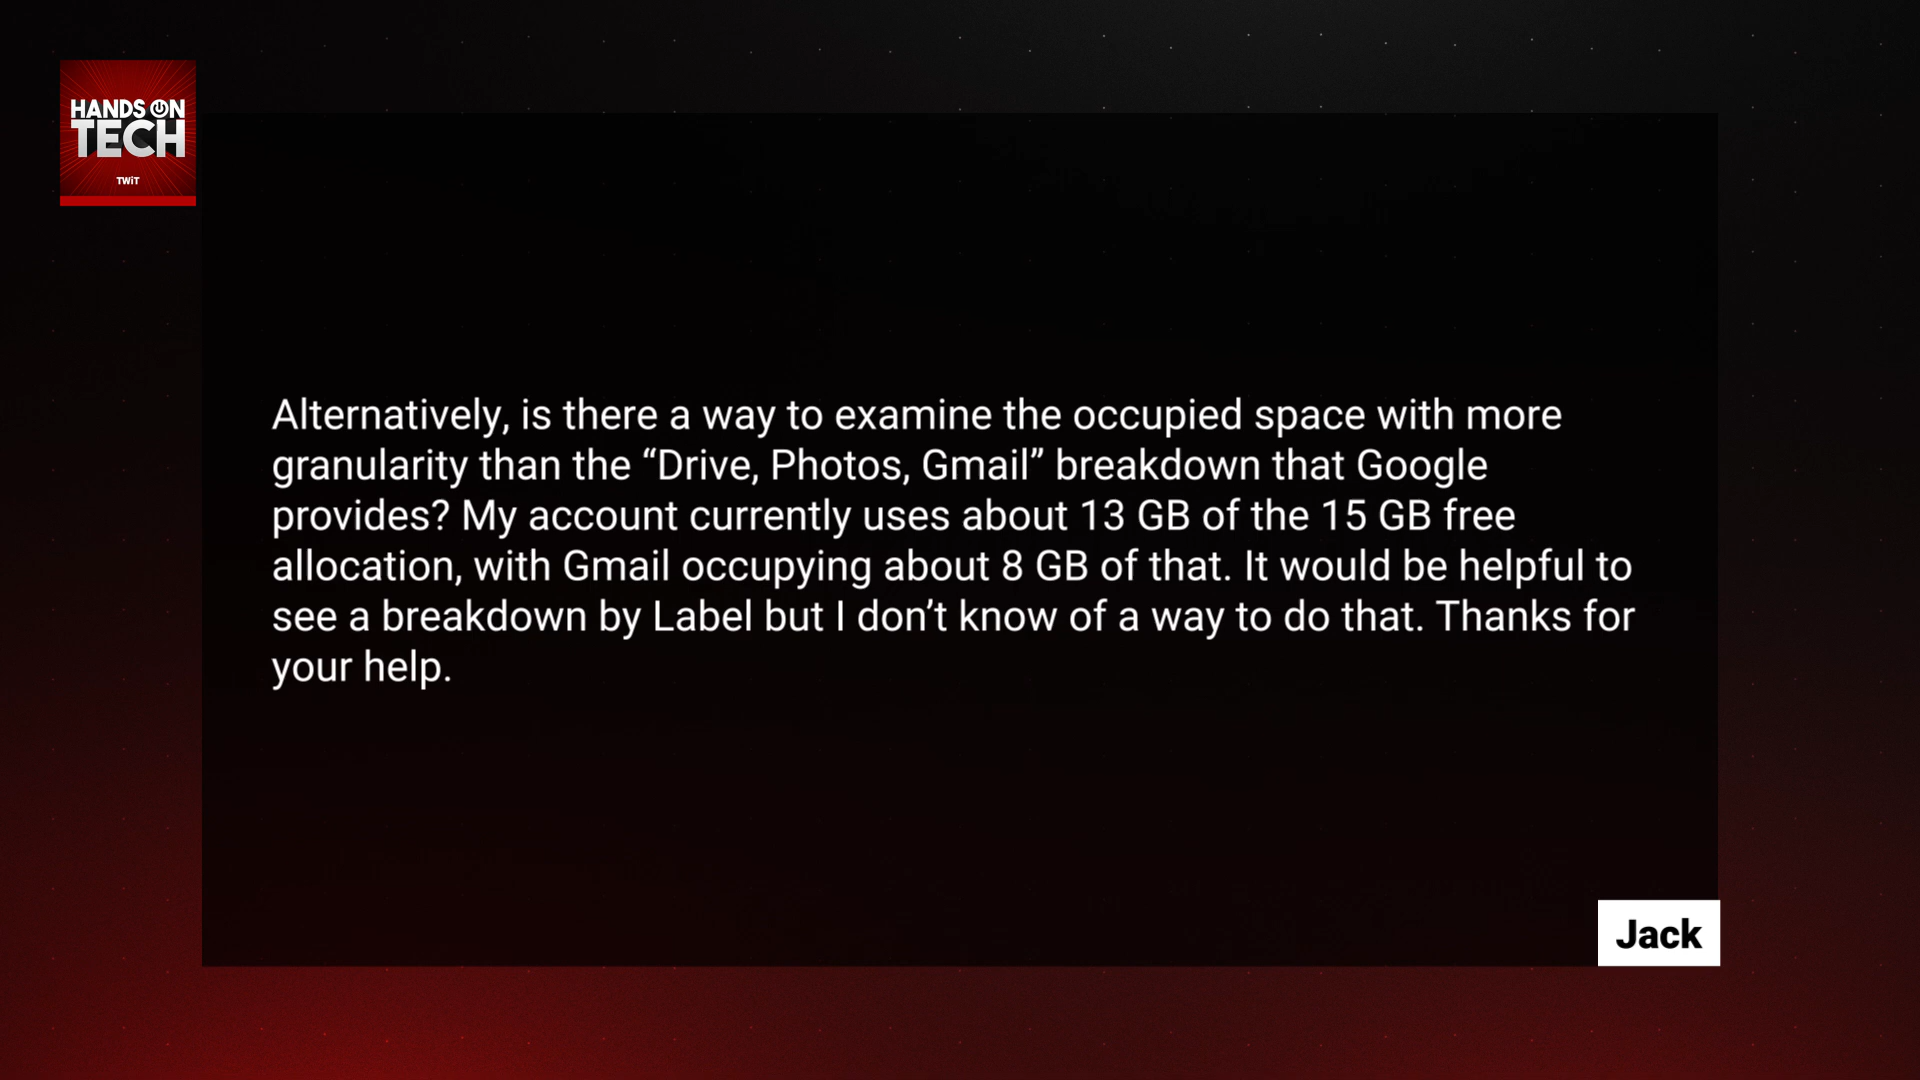 HANDS ON
TECH
TWiT
Alternatively, is there a way to examine the occupied space with more
granularity than the “Drive, Photos, Gmail” breakdown that Google
provides? My account currently uses about 13 GB of the 15 GB free
allocation, with Gmail occupying about 8 GB of that. It would be helpful to
see a breakdown by Label but I don’t know of a way to do that. Thanks for
your help.
Jack